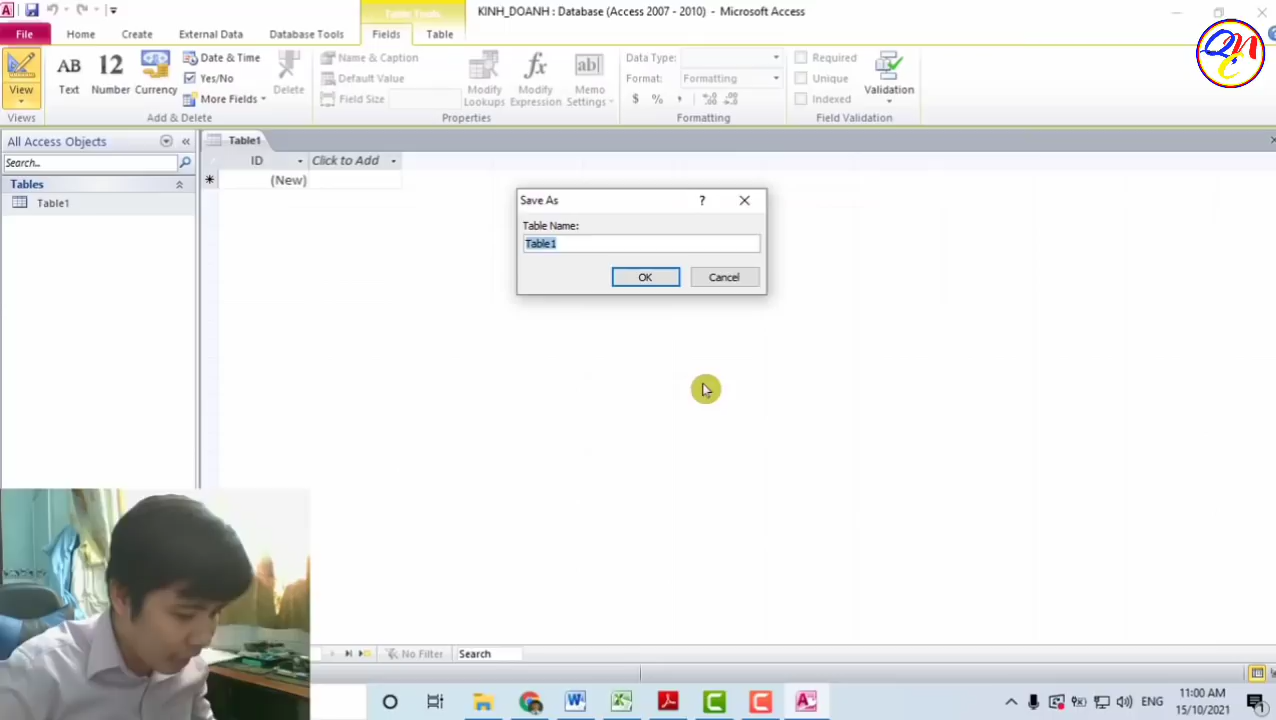 KINH_DOANH : Database (Access 2007 - 2010) - Microsoft Access
Table Tools
File Home Create External Data Database Tools Fields Table
View
Views
AB
Text
12
Number
Currency
Date & Time
Yes/No
More Fields
Delete
Add & Delete
Name & Caption
Default Value
Field Size
Modify Lookups
fx
Modify Expression
ab|
Memo Settings
Properties
Data Type:
Format: Formatting
$ %
Formatting
Required
Unique
Indexed
Validation
Field Validation
All Access Objects
Search..
Tables
Table1
Table1
ID Click to Add
(New)
Save As
?
Table Name:
Table1
OK Cancel
No Filter Search
ENG
11:00 AM
15/10/2021